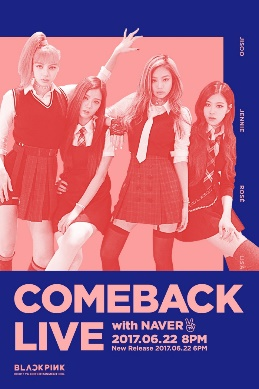 JISOO
JENNIE
ROSÉ
LISA
COMEBACK
LIVE
with NAVER
2017.06.22 8PM
New Release 2017.06.22 6PM
BLACKPINK